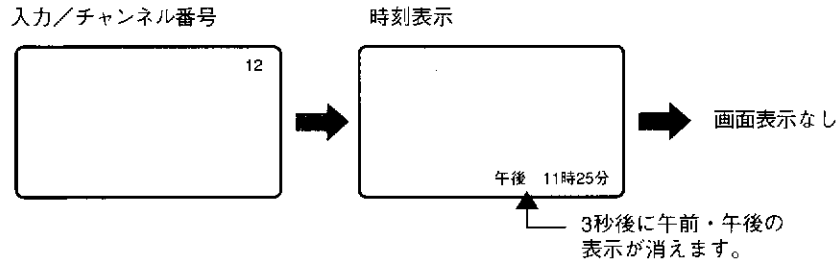 入力／チャンネル番号
12
時刻表示
午後 11時25分
画面表示なし
3秒後に午前・午後の
表示が消えます。